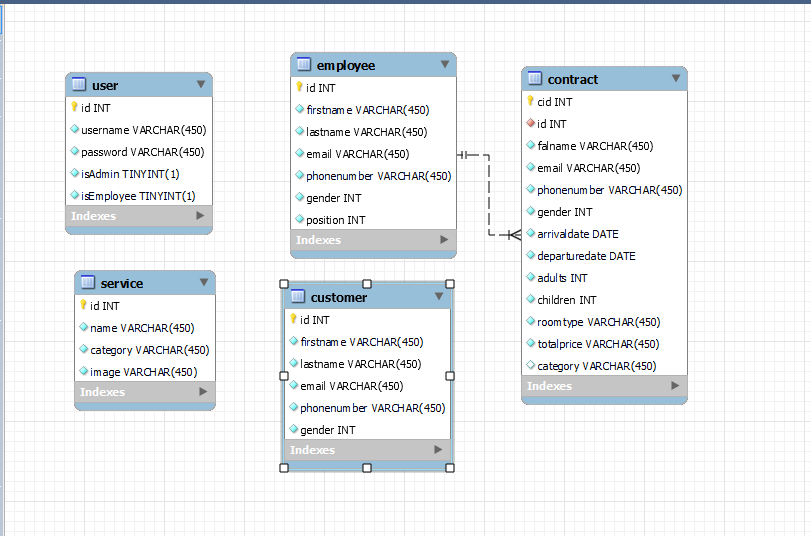 user
id INT
username VARCHAR(450)
password VARCHAR(450)
isAdmin TINYINT(1)
isEmployee TINYINT(1)
Indexes
employee
id INT
firstname VARCHAR(450)
lastname VARCHAR(450)
email VARCHAR(450)
phonenumber VARCHAR(450)
gender INT
position INT
Indexes
contract
cid INT
id INT
falname VARCHAR(450)
email VARCHAR(450)
phonenumber VARCHAR(450)
gender INT
arrivaldate DATE
departuredate DATE
adults INT
children INT
roomtype VARCHAR(450)
totalprice VARCHAR(450)
category VARCHAR(450)
Indexes
service
id INT
name VARCHAR(450)
category VARCHAR(450)
image VARCHAR(450)
Indexes
customer
id INT
firstname VARCHAR(450)
lastname VARCHAR(450)
email VARCHAR(450)
phonenumber VARCHAR(450)
gender INT
Indexes